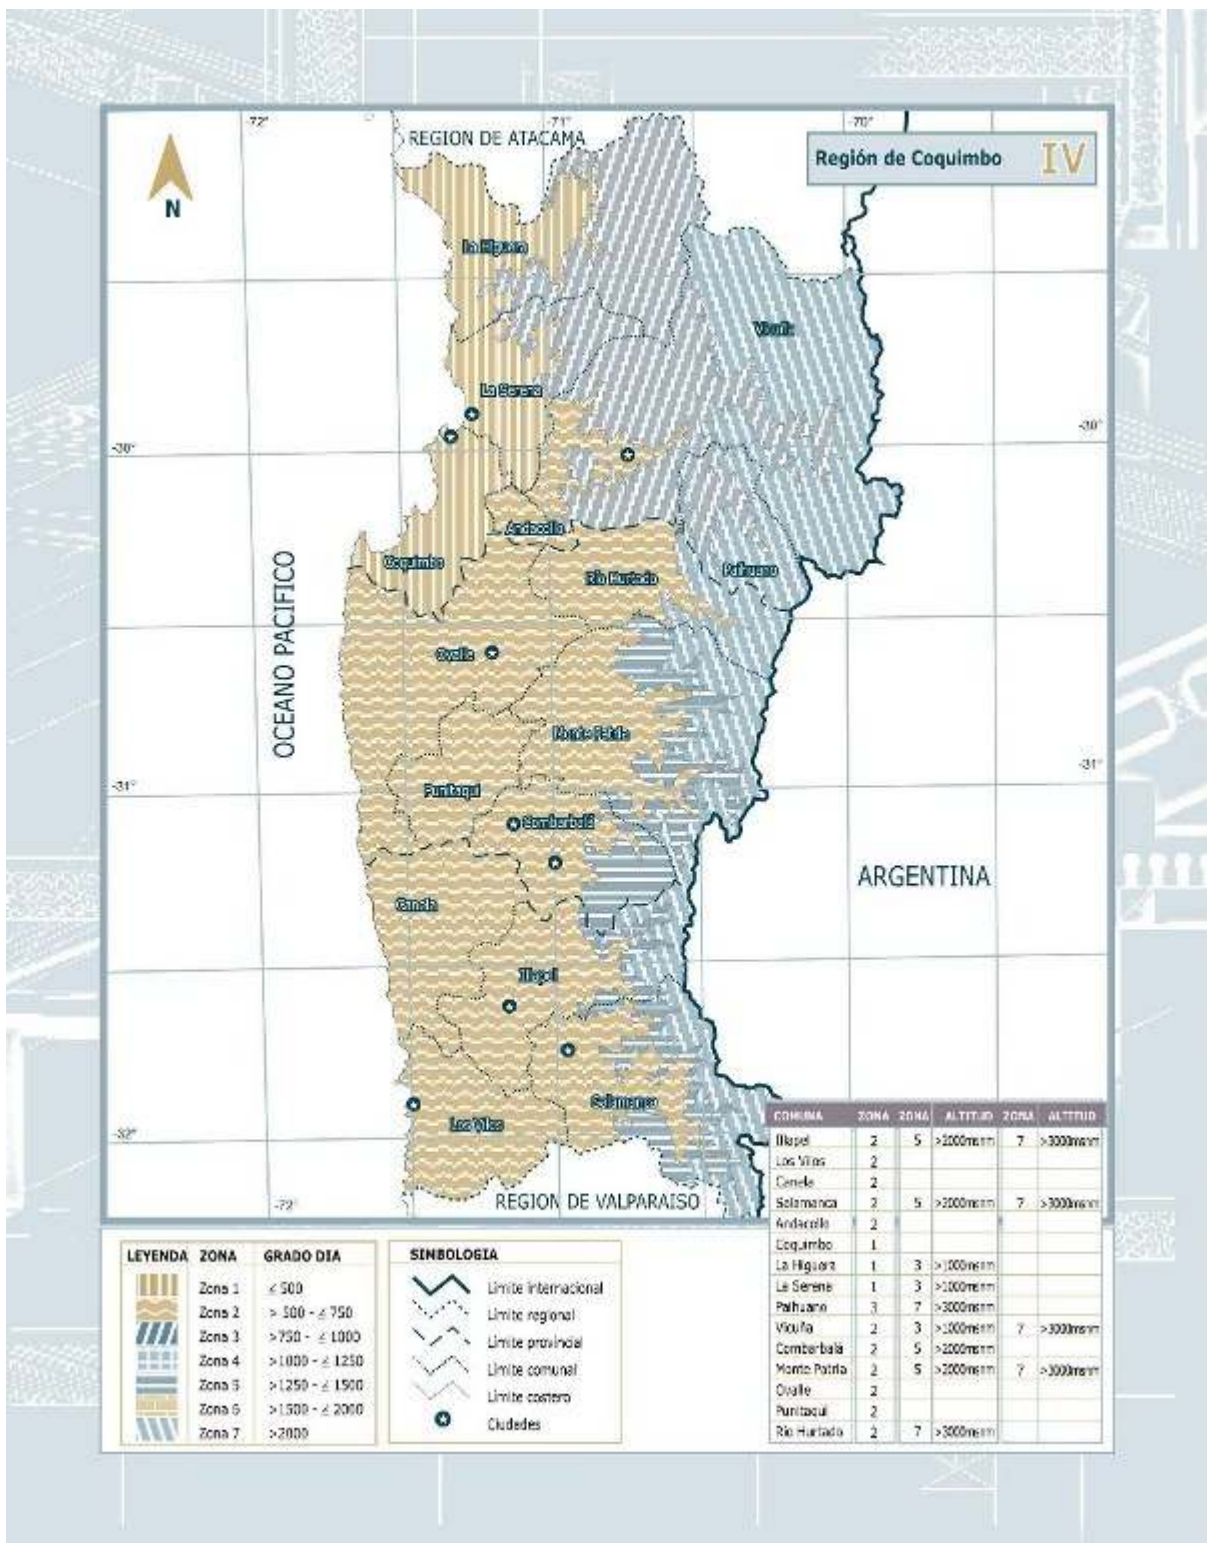 -72°
-71°
-70°
REGION DE ATACAMA
Región de Coquimbo IV
N
La Higuera
Vicuña
La Serena
-30°
-30°
Andacollo
Coquimbo
Río Hurtado
Paihuano
OCEANO PACIFICO
Ovalle
Monte Patria
-31°
-31°
Punitaqui
Combarbalá
ARGENTINA
Canela
Illapel
Salamanca
Los Vilos
-32°
-72°
REGION DE VALPARAISO
COMUNA ZONA ZONA ALTITUD ZONA ALTITUD
Illapel 2 5 >2000msnm 7 >3000msnm
Los Vilos 2
Canela 2
Salamanca 2 5 >2000msnm 7 >3000msnm
Andacollo 2
Coquimbo 1
La Higuera 1 3 >1000msnm
La Serena 1 3 >1000msnm
Paihuano 3 7 >3000msnm
Vicuña 2 3 >1000msnm 7 >3000msnm
Combarbalá 2 5 >2000msnm
Monte Patria 2 5 >2000msnm 7 >3000msnm
Ovalle 2
Punitaqui 2
Río Hurtado 2 7 >3000msnm
LEYENDA ZONA GRADO DIA
Zona 1 ≤ 500
Zona 2 > 500 - ≤ 750
Zona 3 >750 - ≤ 1000
Zona 4 >1000 - ≤ 1250
Zona 5 >1250 - ≤ 1500
Zona 6 >1500 - ≤ 2000
Zona 7 >2000
SIMBOLOGIA
Límite internacional
Límite regional
Límite provincial
Límite comunal
Límite costero
Ciudades